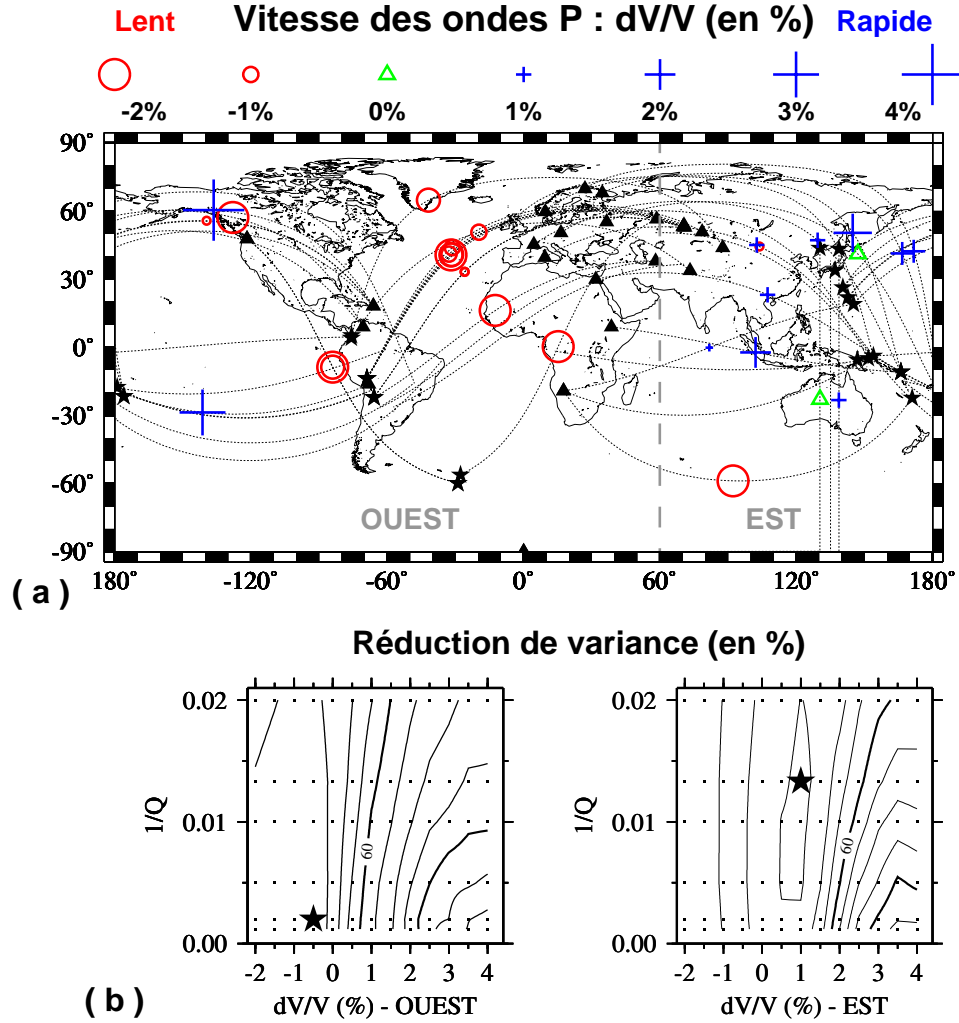 Lent Vitesse des ondes P : dV/V (en %) Rapide
-2% -1% 0% 1% 2% 3% 4%
90°
60°
30°
0°
-30°
-60°
-90°
OUEST EST
180° -120° -60° 0° 60° 120° 180°
( a )
Réduction de variance (en %)
0.02
0.01
0.00
1/Q
60
-2 -1 0 1 2 3 4
dV/V (%) - OUEST
0.02
0.01
0.00
1/Q
60
-2 -1 0 1 2 3 4
dV/V (%) - EST
( b )